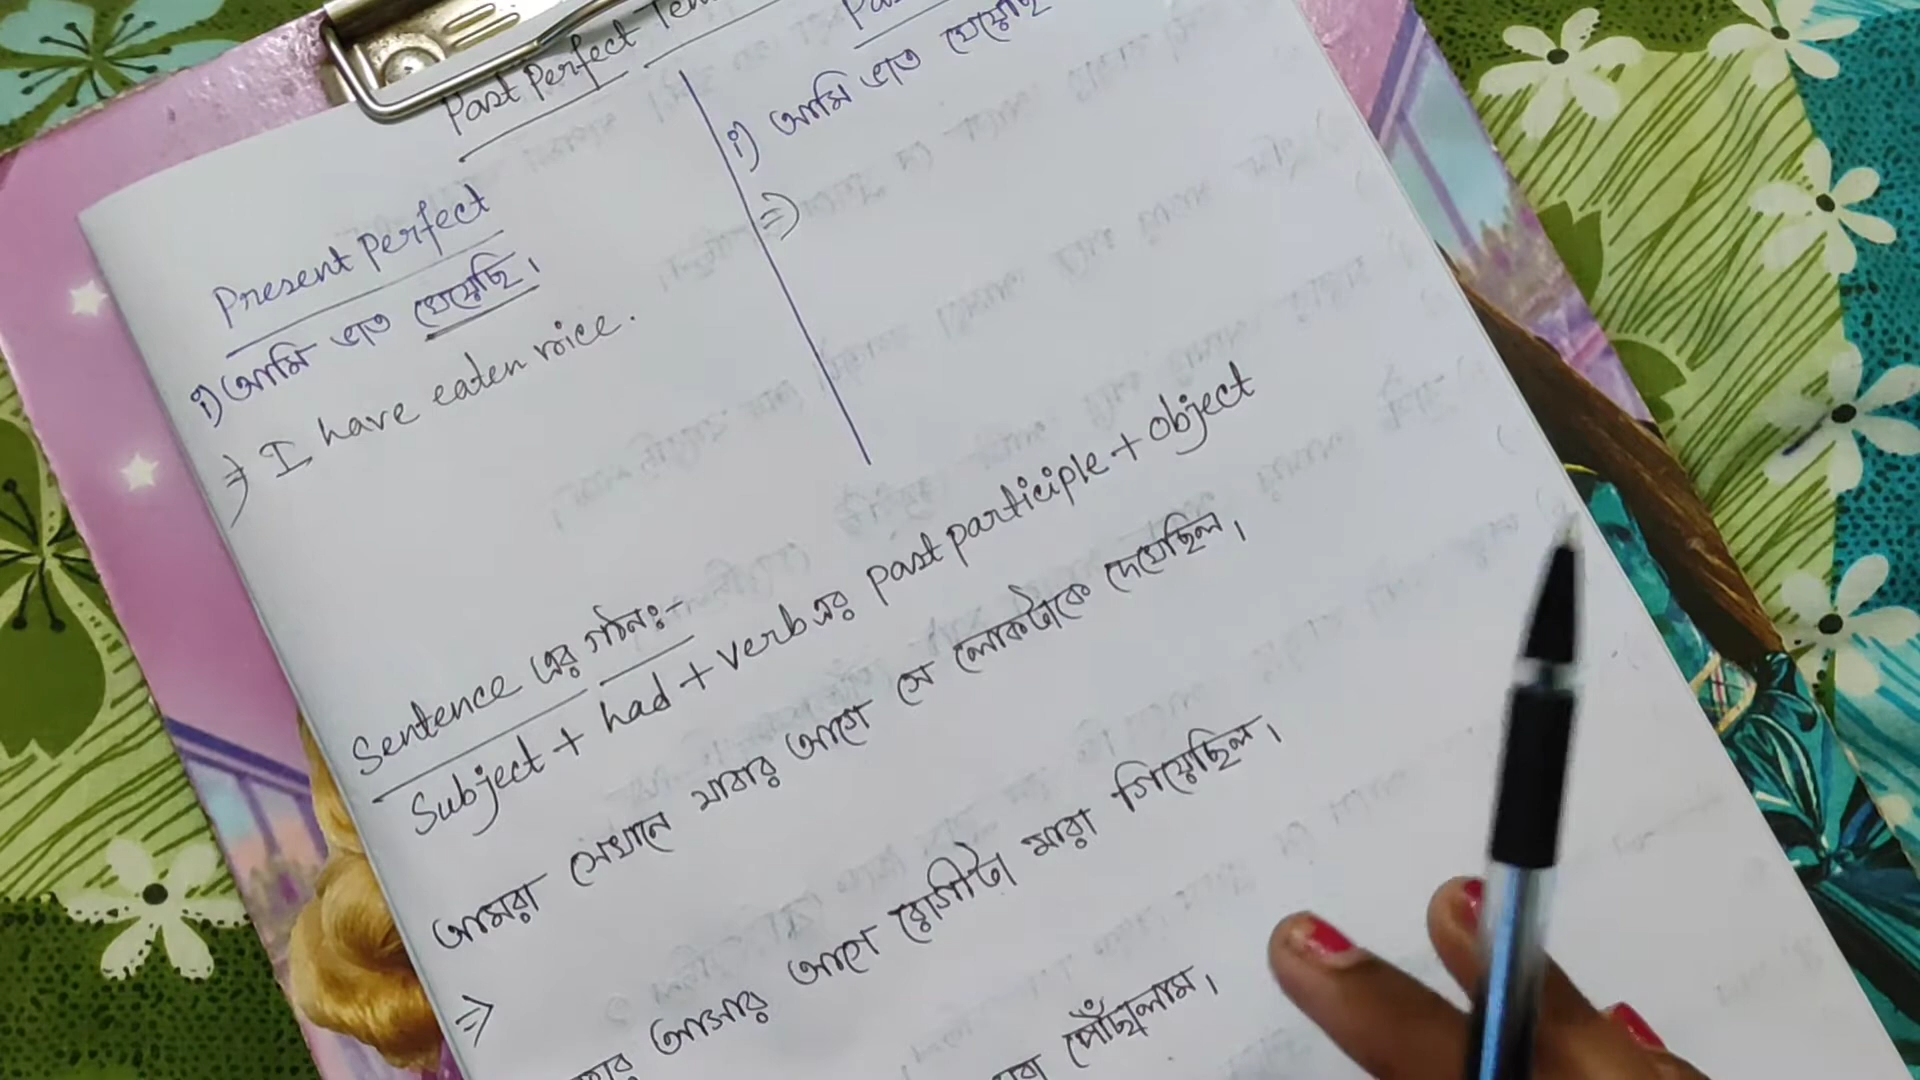 Past Perfect
Present Perfect
i) আমি ভাত খেয়েছি।
⇒ I have eaten rice.
i) আমি ভাত
⇒
Sentence এর গঠনঃ-
Subject + had + verb এর past participle + object
আমরা সেখানে যাবার আগে সে লোকটাকে দেখেছিল।
⇒
আসার আগে রোগীটা মারা গিয়েছিল।
পৌঁছলাম।